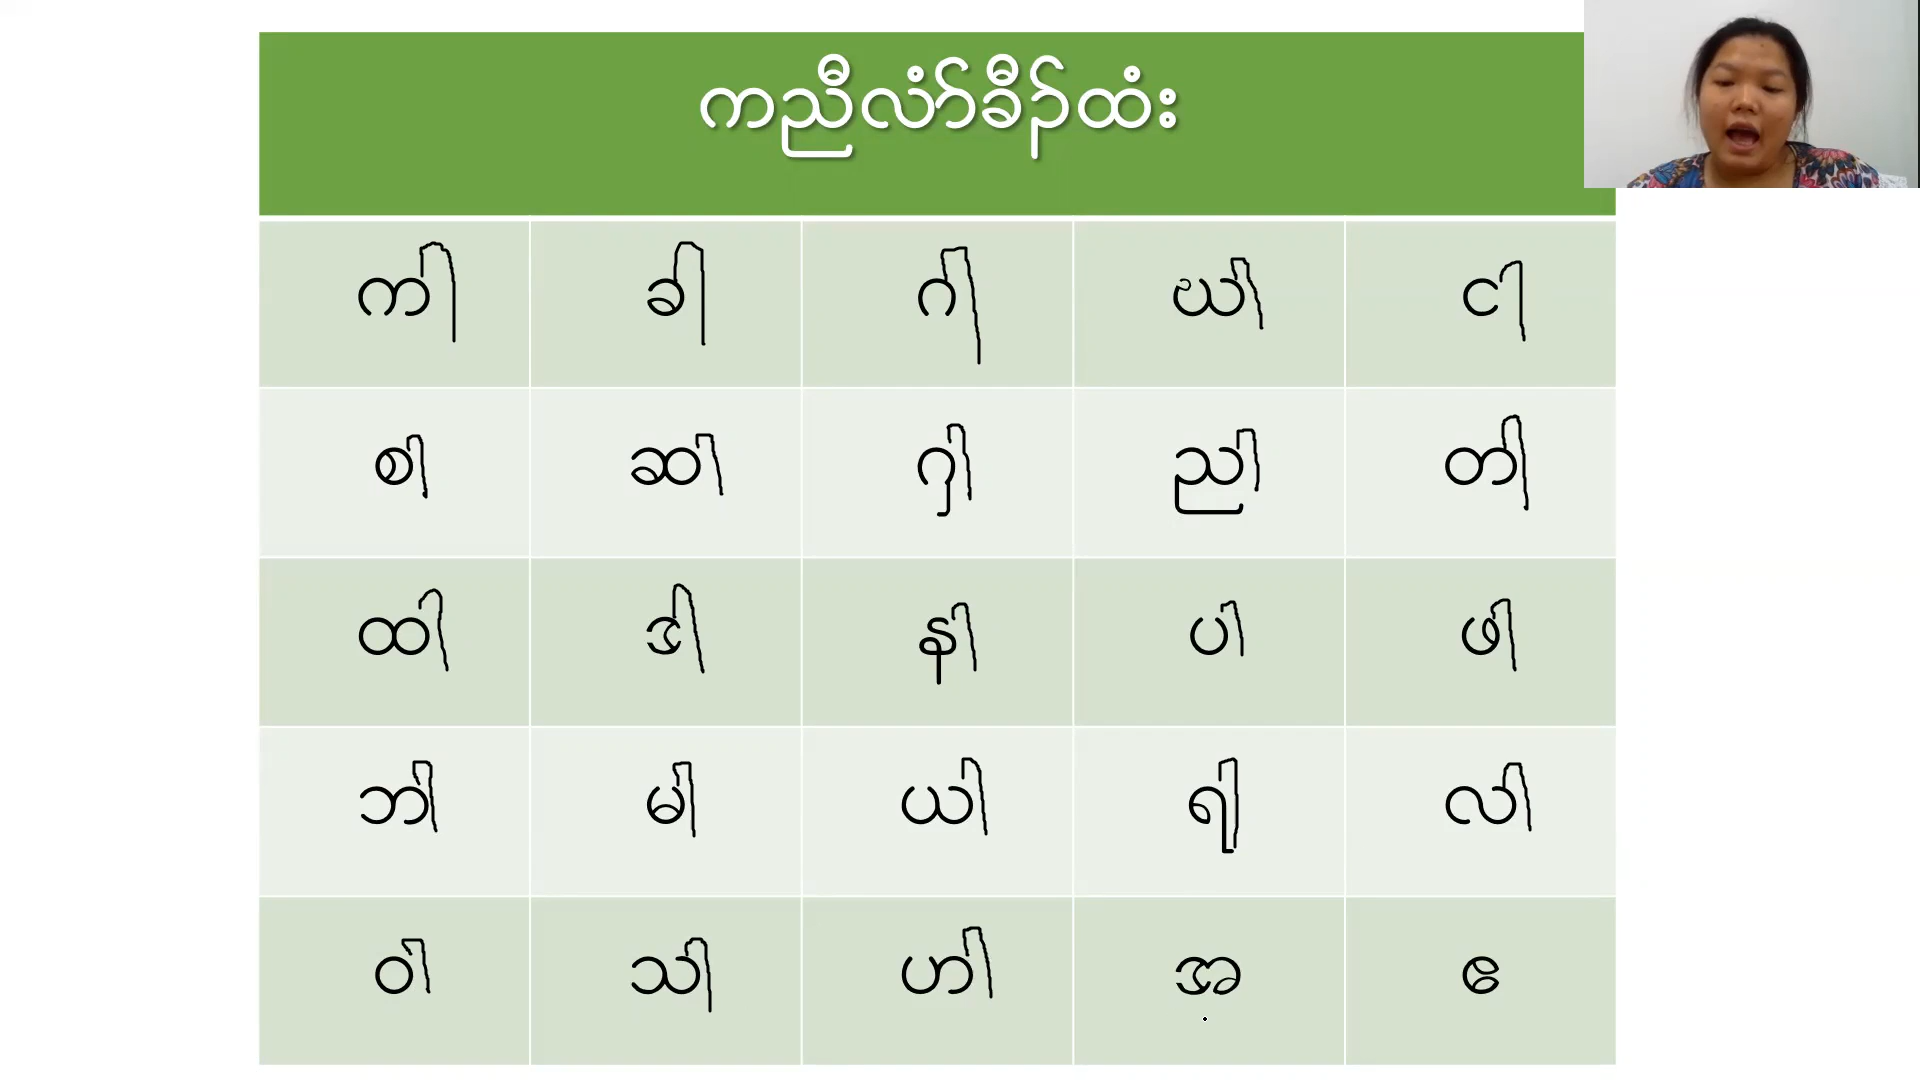 ကညီလံာ်ခီၣ်ထံး
ကါ ခါ ဂါ ဃါ ငါ
စါ ဆါ ၡါ ညါ တါ
ထါ ဒါ နါ ပါ ဖါ
ဘါ မါ ယါ ရါ လါ
ဝါ သါ ဟါ အ ဧ